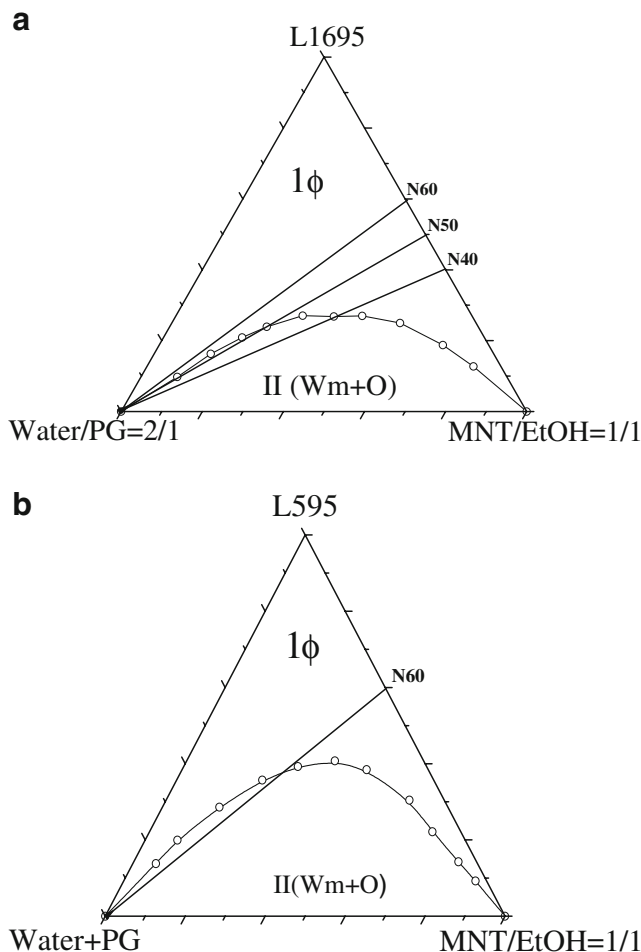 a
L1695
1ϕ
N60
N50
N40
II (Wm+O)
Water/PG=2/1
MNT/EtOH=1/1
b
L595
1ϕ
N60
II(Wm+O)
Water+PG
MNT/EtOH=1/1